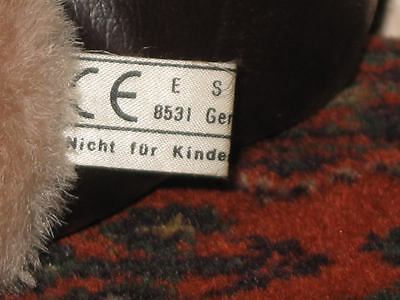 CE E S
8531 Ger
Nicht für Kinde